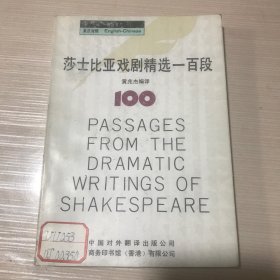 英汉对照 English-Chinese
莎士比亚戏剧精选一百段
黄兆杰编译
100
PASSAGES
FROM THE
DRAMATIC
WRITINGS OF
SHAKESPEARE
中国对外翻译出版公司
商务印书馆（香港）有限公司